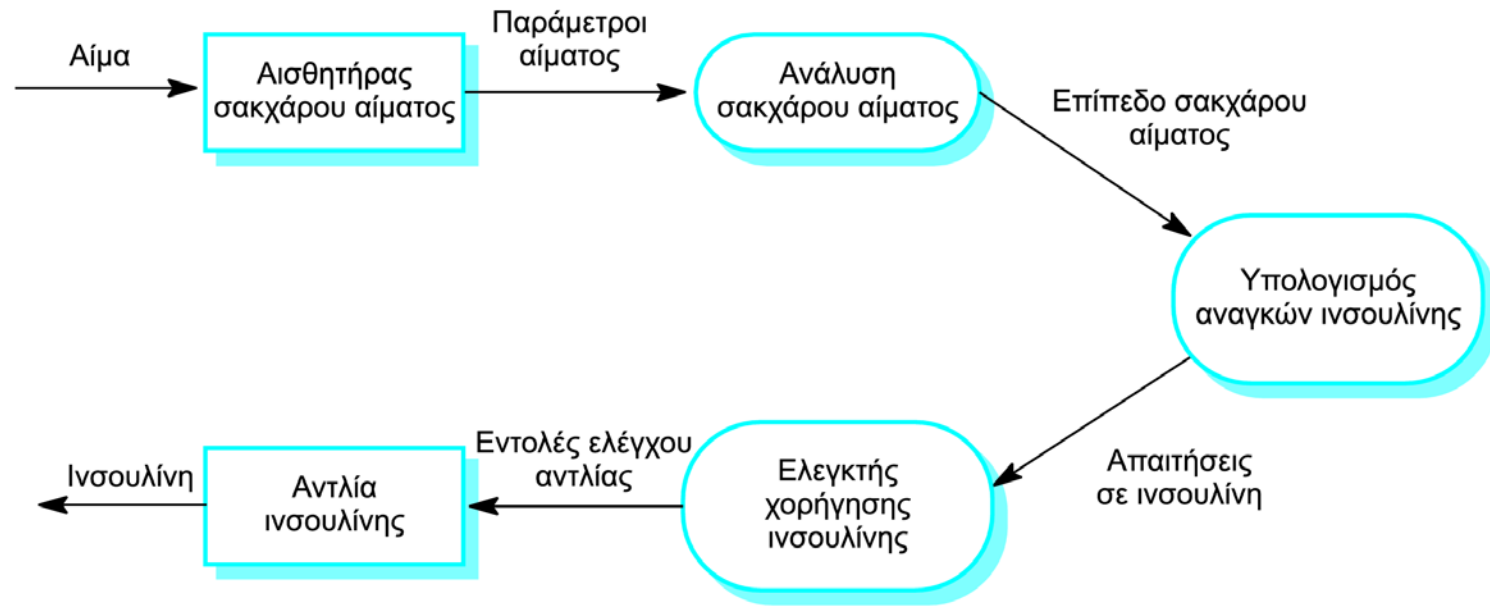 Αίμα
Αισθητήρας
σακχάρου αίματος
Παράμετροι
αίματος
Ανάλυση
σακχάρου αίματος
Επίπεδο σακχάρου
αίματος
Υπολογισμός
αναγκών ινσουλίνης
Απαιτήσεις
σε ινσουλίνη
Ελεγκτής
χορήγησης
ινσουλίνης
Εντολές ελέγχου
αντλίας
Αντλία
ινσουλίνης
Ινσουλίνη